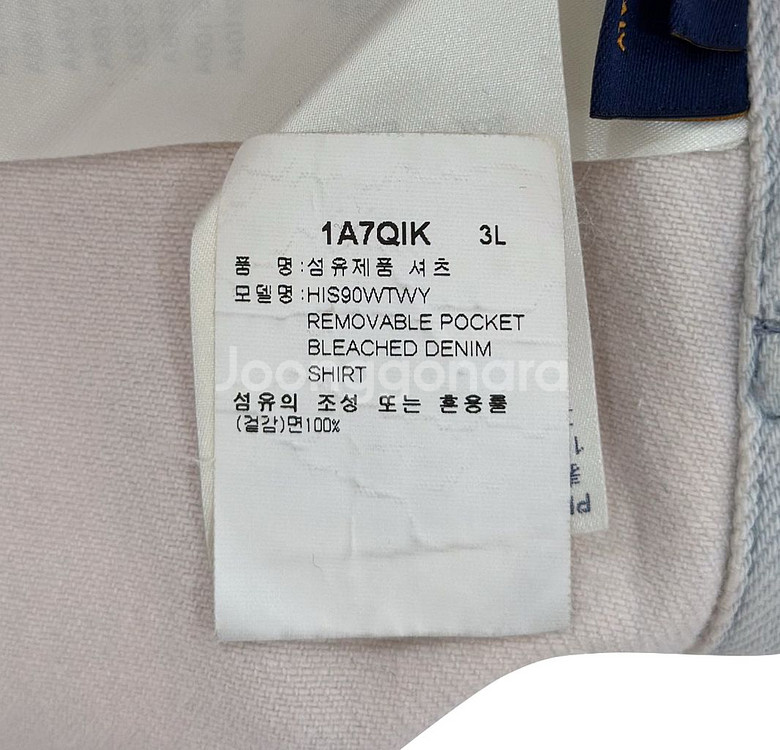 1A7QIK 3L
품 명:섬유제품 셔츠
모델명:HIS90WTWY
REMOVABLE POCKET
BLEACHED DENIM
SHIRT
Joonggonara
섬유의 조성 또는 혼용률
(겉감)면100%